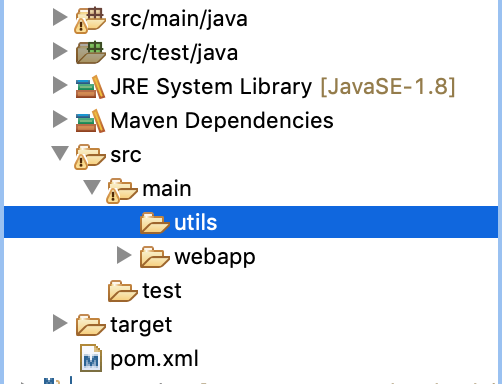 src/main/java
src/test/java
JRE System Library [JavaSE-1.8]
Maven Dependencies
src
main
utils
webapp
test
target
pom.xml